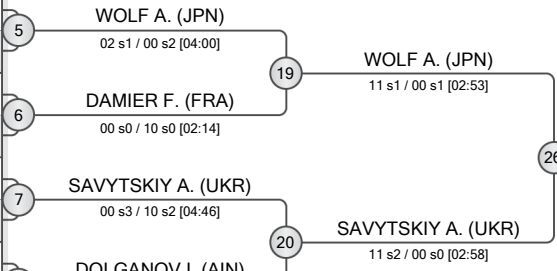 WOLF A. (JPN)
5
02 s1 / 00 s2 [04:00]
19
WOLF A. (JPN)
11 s1 / 00 s1 [02:53]
DAMIER F. (FRA)
6
00 s0 / 10 s0 [02:14]
26
SAVYTSKIY A. (UKR)
7
00 s3 / 10 s2 [04:46]
20
SAVYTSKIY A. (UKR)
11 s2 / 00 s0 [02:58]
DOLGANOV I. (AIN)